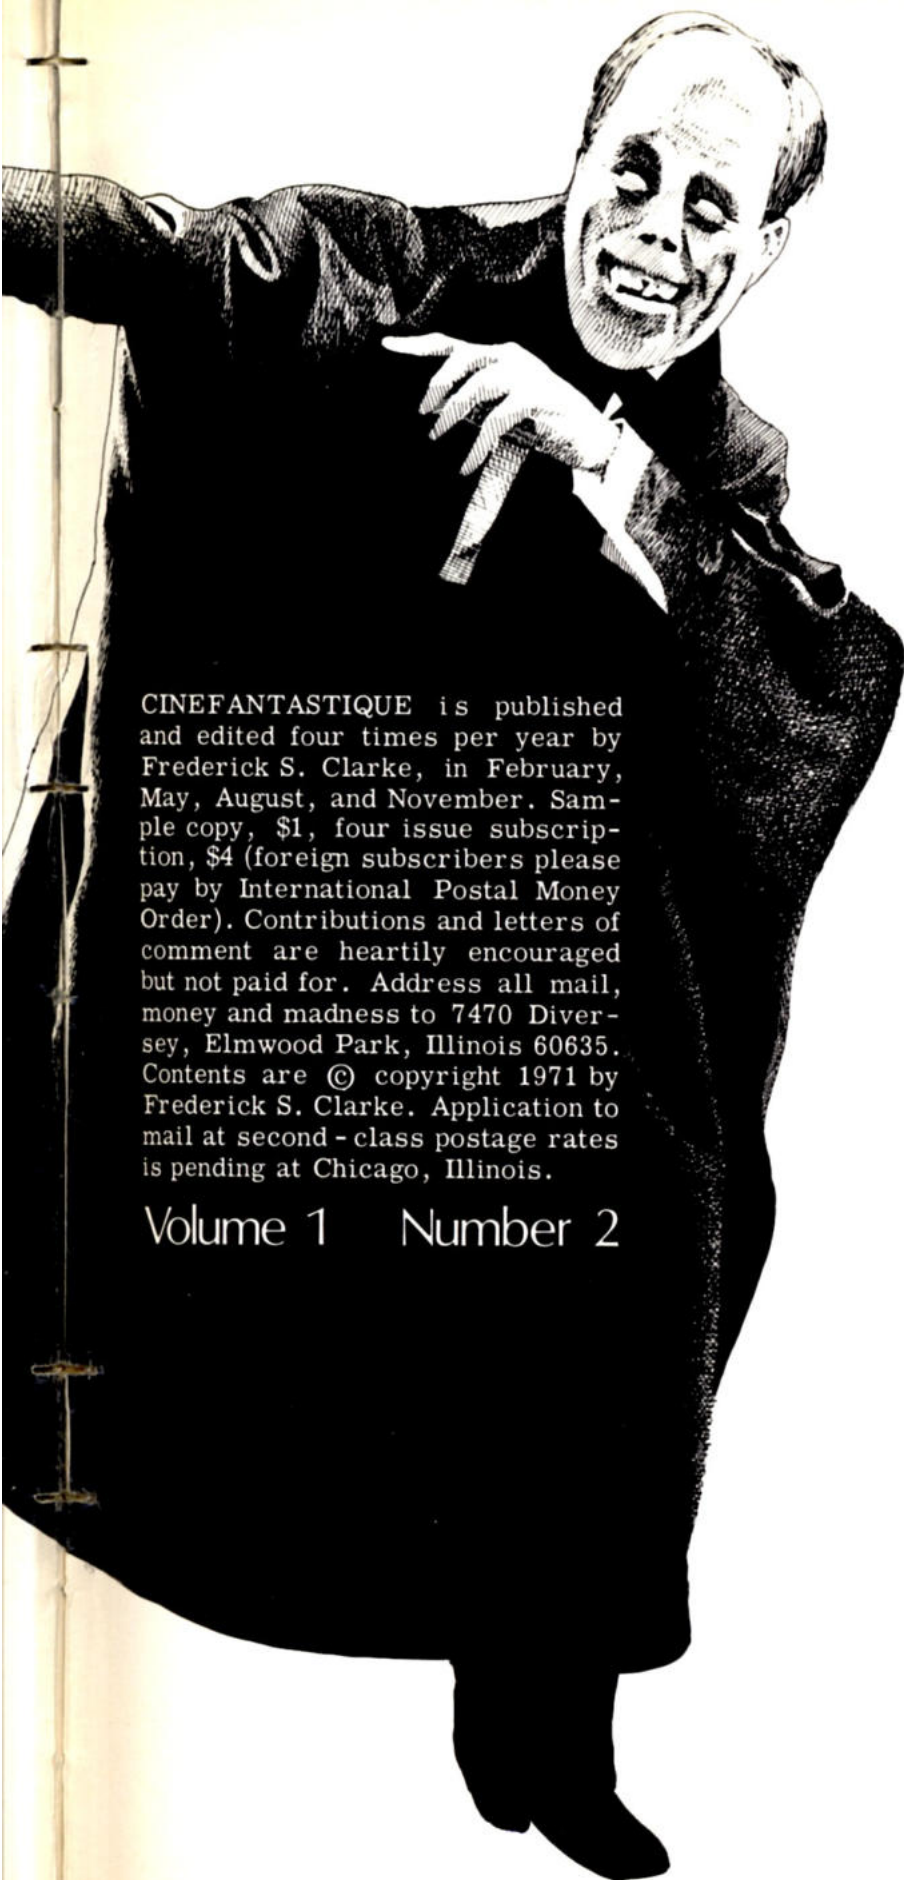 CINEFANTASTIQUE is published
and edited four times per year by
Frederick S. Clarke, in February,
May, August, and November. Sam-
ple copy, $1, four issue subscrip-
tion, $4 (foreign subscribers please
pay by International Postal Money
Order). Contributions and letters of
comment are heartily encouraged
but not paid for. Address all mail,
money and madness to 7470 Diver-
sey, Elmwood Park, Illinois 60635.
Contents are © copyright 1971 by
Frederick S. Clarke. Application to
mail at second-class postage rates
is pending at Chicago, Illinois.
Volume 1 Number 2